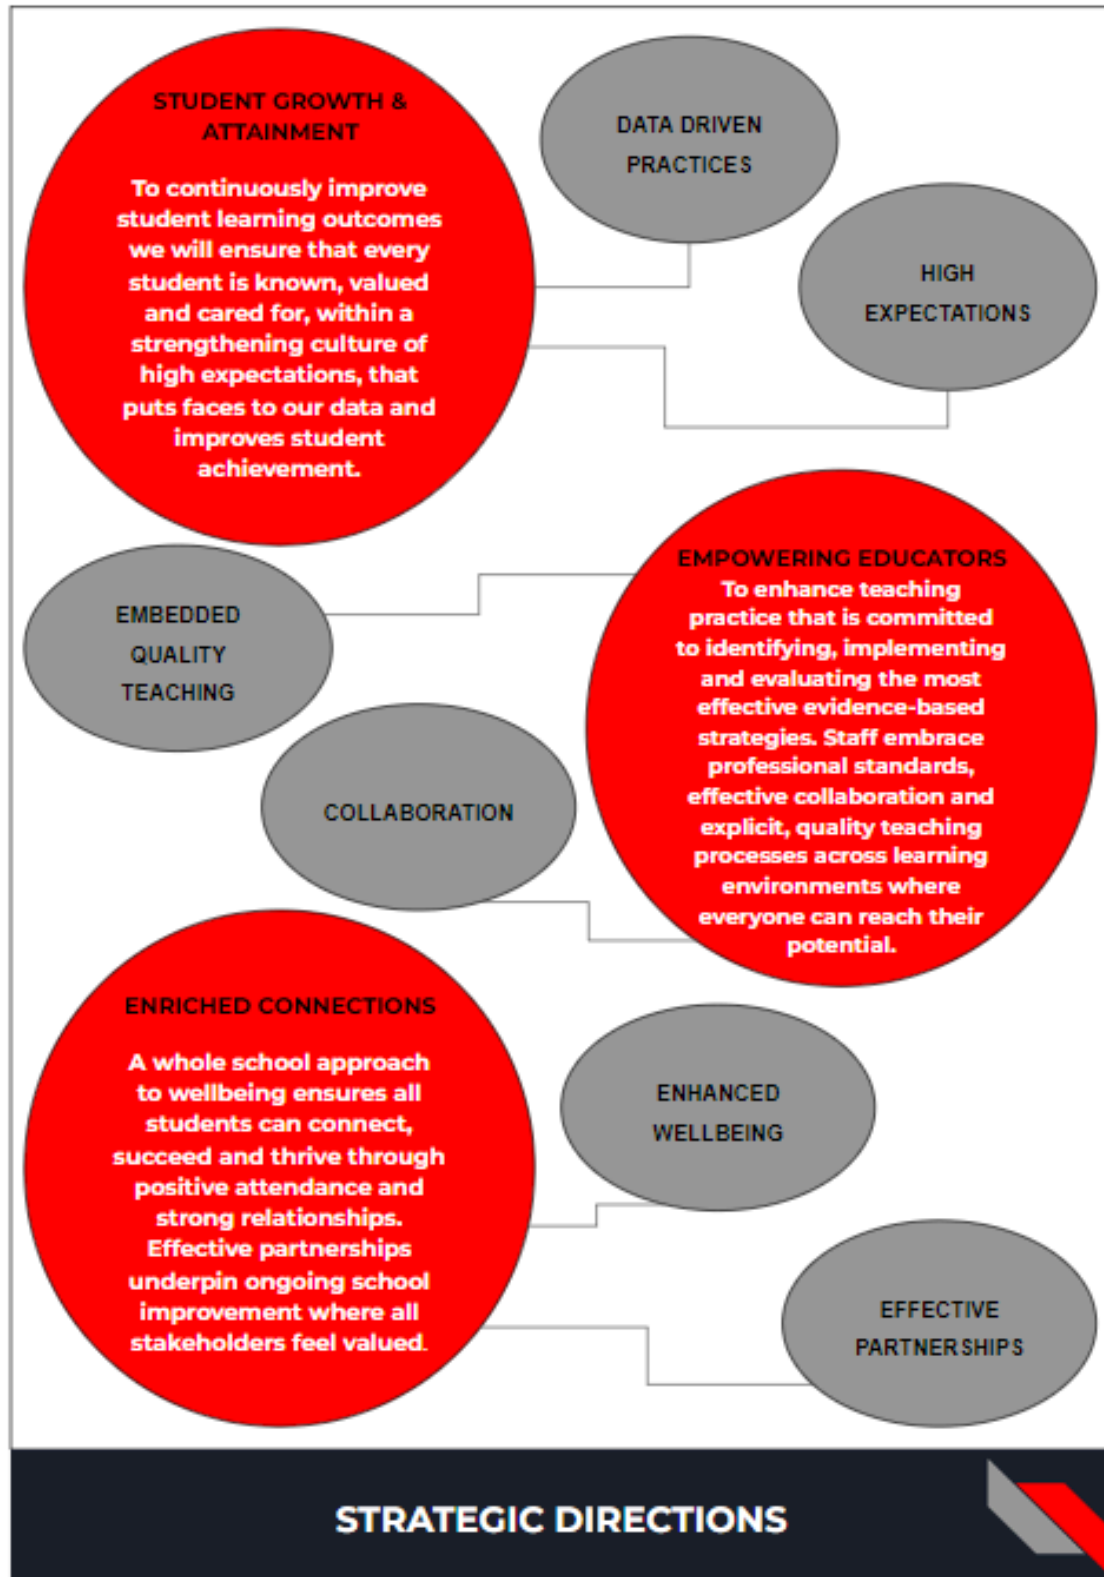 STUDENT GROWTH &
ATTAINMENT
To continuously improve
student learning outcomes
we will ensure that every
student is known, valued
and cared for, within a
strengthening culture of
high expectations, that
puts faces to our data and
improves student
achievement.
DATA DRIVEN
PRACTICES
HIGH
EXPECTATIONS
EMPOWERING EDUCATORS
To enhance teaching
practice that is committed
to identifying, implementing
and evaluating the most
effective evidence-based
strategies. Staff embrace
professional standards,
effective collaboration and
explicit, quality teaching
processes across learning
environments where
everyone can reach their
potential.
EMBEDDED
QUALITY
TEACHING
COLLABORATION
ENRICHED CONNECTIONS
A whole school approach
to wellbeing ensures all
students can connect,
succeed and thrive through
positive attendance and
strong relationships.
Effective partnerships
underpin ongoing school
improvement where all
stakeholders feel valued.
ENHANCED
WELLBEING
EFFECTIVE
PARTNERSHIPS
STRATEGIC DIRECTIONS